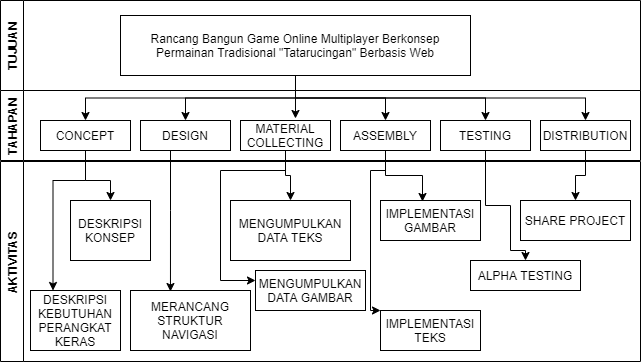 TUJUAN
Rancang Bangun Game Online Multiplayer Berkonsep
Permainan Tradisional "Tatarucingan" Berbasis Web
TAHAPAN
CONCEPT
DESIGN
MATERIAL
COLLECTING
ASSEMBLY
TESTING
DISTRIBUTION
AKTIVITAS
DESKRIPSI
KONSEP
MENGUMPULKAN
DATA TEKS
IMPLEMENTASI
GAMBAR
SHARE PROJECT
ALPHA TESTING
MENGUMPULKAN
DATA GAMBAR
DESKRIPSI
KEBUTUHAN
PERANGKAT
KERAS
MERANCANG
STRUKTUR
NAVIGASI
IMPLEMENTASI
TEKS